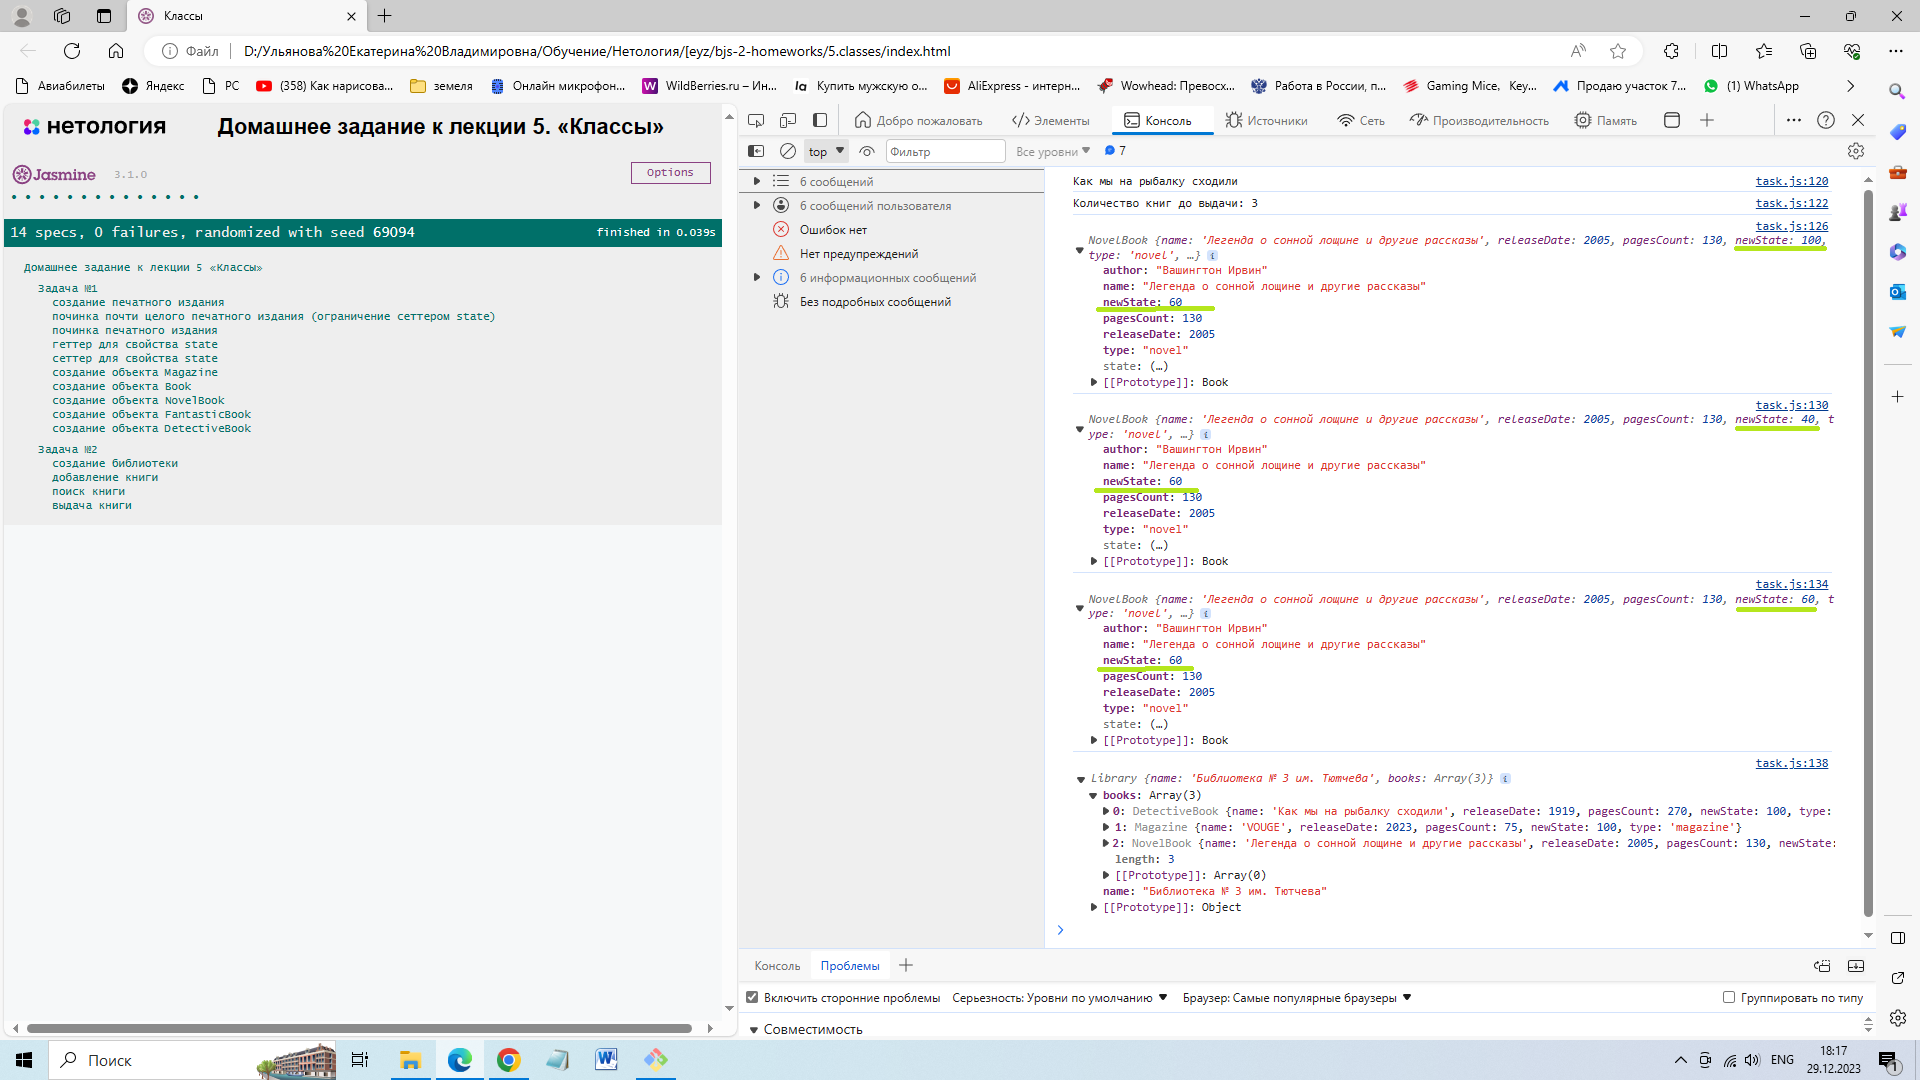 Классы
Файл
D:/Ульянова%20Екатерина%20Владимировна/Обучение/Нетология/[eyz/bjs-2-homeworks/5.classes/index.html
Авиабилеты
Яндекс
РС
(358) Как нарисова...
земеля
Онлайн микрофон...
WildBerries.ru – Ин...
Купить мужскую о...
AliExpress - интерн...
Wowhead: Превосх...
Работа в России, п...
Gaming Mice, Key...
Продаю участок 7...
(1) WhatsApp
нетология
Домашнее задание к лекции 5. «Классы»
Jasmine 3.1.0
Options
14 specs, 0 failures, randomized with seed 69094
finished in 0.039s
Домашнее задание к лекции 5 «Классы»
Задача №1
создание печатного издания
починка почти целого печатного издания (ограничение сеттером state)
починка печатного издания
геттер для свойства state
сеттер для свойства state
создание объекта Magazine
создание объекта Book
создание объекта NovelBook
создание объекта FantasticBook
создание объекта DetectiveBook
Задача №2
создание библиотеки
добавление книги
поиск книги
выдача книги
Добро пожаловать
Элементы
Консоль
Источники
Сеть
Производительность
Память
top
Фильтр
Все уровни
7
6 сообщений
6 сообщений пользователя
Ошибок нет
Нет предупреждений
6 информационных сообщений
Без подробных сообщений
Как мы на рыбалку сходили task.js:120
Количество книг до выдачи: 3 task.js:122
task.js:126
NovelBook {name: 'Легенда о сонной лощине и другие рассказы', releaseDate: 2005, pagesCount: 130, newState: 100,
type: 'novel', …}
author: "Вашингтон Ирвин"
name: "Легенда о сонной лощине и другие рассказы"
newState: 60
pagesCount: 130
releaseDate: 2005
type: "novel"
state: (…)
[[Prototype]]: Book
task.js:130
NovelBook {name: 'Легенда о сонной лощине и другие рассказы', releaseDate: 2005, pagesCount: 130, newState: 40, t
ype: 'novel', …}
author: "Вашингтон Ирвин"
name: "Легенда о сонной лощине и другие рассказы"
newState: 60
pagesCount: 130
releaseDate: 2005
type: "novel"
state: (…)
[[Prototype]]: Book
task.js:134
NovelBook {name: 'Легенда о сонной лощине и другие рассказы', releaseDate: 2005, pagesCount: 130, newState: 60, t
ype: 'novel', …}
author: "Вашингтон Ирвин"
name: "Легенда о сонной лощине и другие рассказы"
newState: 60
pagesCount: 130
releaseDate: 2005
type: "novel"
state: (…)
[[Prototype]]: Book
task.js:138
Library {name: 'Библиотека № 3 им. Тютчева', books: Array(3)}
books: Array(3)
0: DetectiveBook {name: 'Как мы на рыбалку сходили', releaseDate: 1919, pagesCount: 270, newState: 100, type:
1: Magazine {name: 'VOUGE', releaseDate: 2023, pagesCount: 75, newState: 100, type: 'magazine'}
2: NovelBook {name: 'Легенда о сонной лощине и другие рассказы', releaseDate: 2005, pagesCount: 130, newState:
length: 3
[[Prototype]]: Array(0)
name: "Библиотека № 3 им. Тютчева"
[[Prototype]]: Object
Консоль
Проблемы
Включить сторонние проблемы
Серьезность: Уровни по умолчанию
Браузер: Самые популярные браузеры
Группировать по типу
Совместимость
Поиск
ENG
18:17
29.12.2023
1